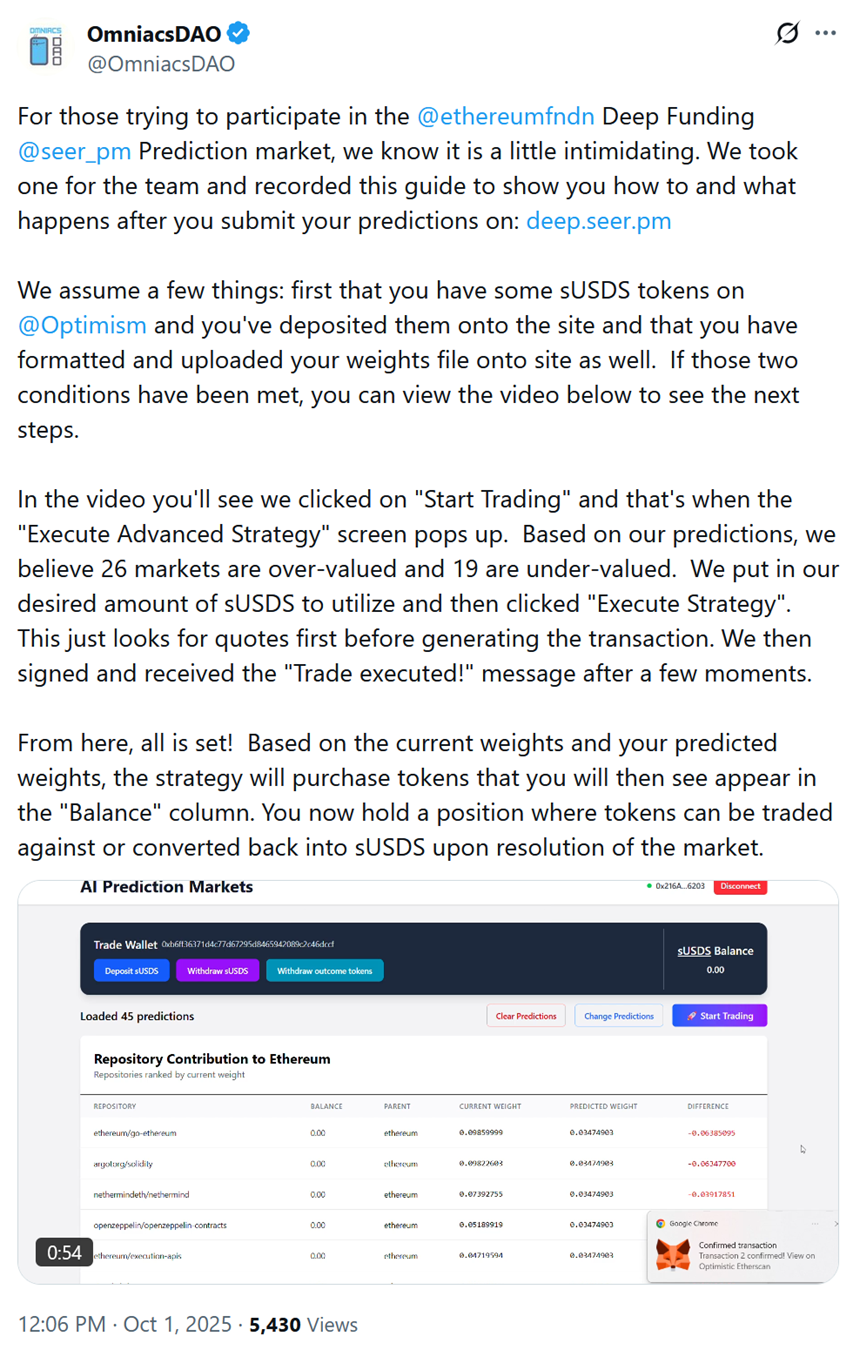 OMNIACS
DAO
OmniacsDAO
@OmniacsDAO
For those trying to participate in the @ethereumfndn Deep Funding
@seer_pm Prediction market, we know it is a little intimidating. We took
one for the team and recorded this guide to show you how to and what
happens after you submit your predictions on: deep.seer.pm
We assume a few things: first that you have some sUSDS tokens on
@Optimism and you've deposited them onto the site and that you have
formatted and uploaded your weights file onto site as well.  If those two
conditions have been met, you can view the video below to see the next
steps.
In the video you'll see we clicked on "Start Trading" and that's when the
"Execute Advanced Strategy" screen pops up.  Based on our predictions, we
believe 26 markets are over-valued and 19 are under-valued.  We put in our
desired amount of sUSDS to utilize and then clicked "Execute Strategy".
This just looks for quotes first before generating the transaction. We then
signed and received the "Trade executed!" message after a few moments.
From here, all is set!  Based on the current weights and your predicted
weights, the strategy will purchase tokens that you will then see appear in
the "Balance" column. You now hold a position where tokens can be traded
against or converted back into sUSDS upon resolution of the market.
AI Prediction Markets 0x216A...6203 Disconnect
Trade Wallet
sUSDS Balance
Deposit sUSDS Withdraw sUSDS Withdraw outcome tokens 0.00
Loaded 45 predictions Clear Predictions Change Predictions 🚀 Start Trading
Repository Contribution to Ethereum
Repositories ranked by current weight
REPOSITORY BALANCE PARENT CURRENT WEIGHT PREDICTED WEIGHT DIFFERENCE
ethereum/go-ethereum 0.00 ethereum 0.09859999 0.03474903 -0.06385095
argotorg/solidity 0.00 ethereum 0.09822603 0.03474903 -0.06347700
nethermindeth/nethermind 0.00 ethereum 0.07392755 0.03474903 -0.03917851
openzeppelin/openzeppelin-contracts 0.00 ethereum 0.05189919 0.03474903
ethereum/execution-apis 0.00 ethereum 0.04719594 0.03474903
Google Chrome
Confirmed transaction
Transaction 2 confirmed! View on
Optimistic Etherscan
0:54
12:06 PM · Oct 1, 2025 · 5,430 Views